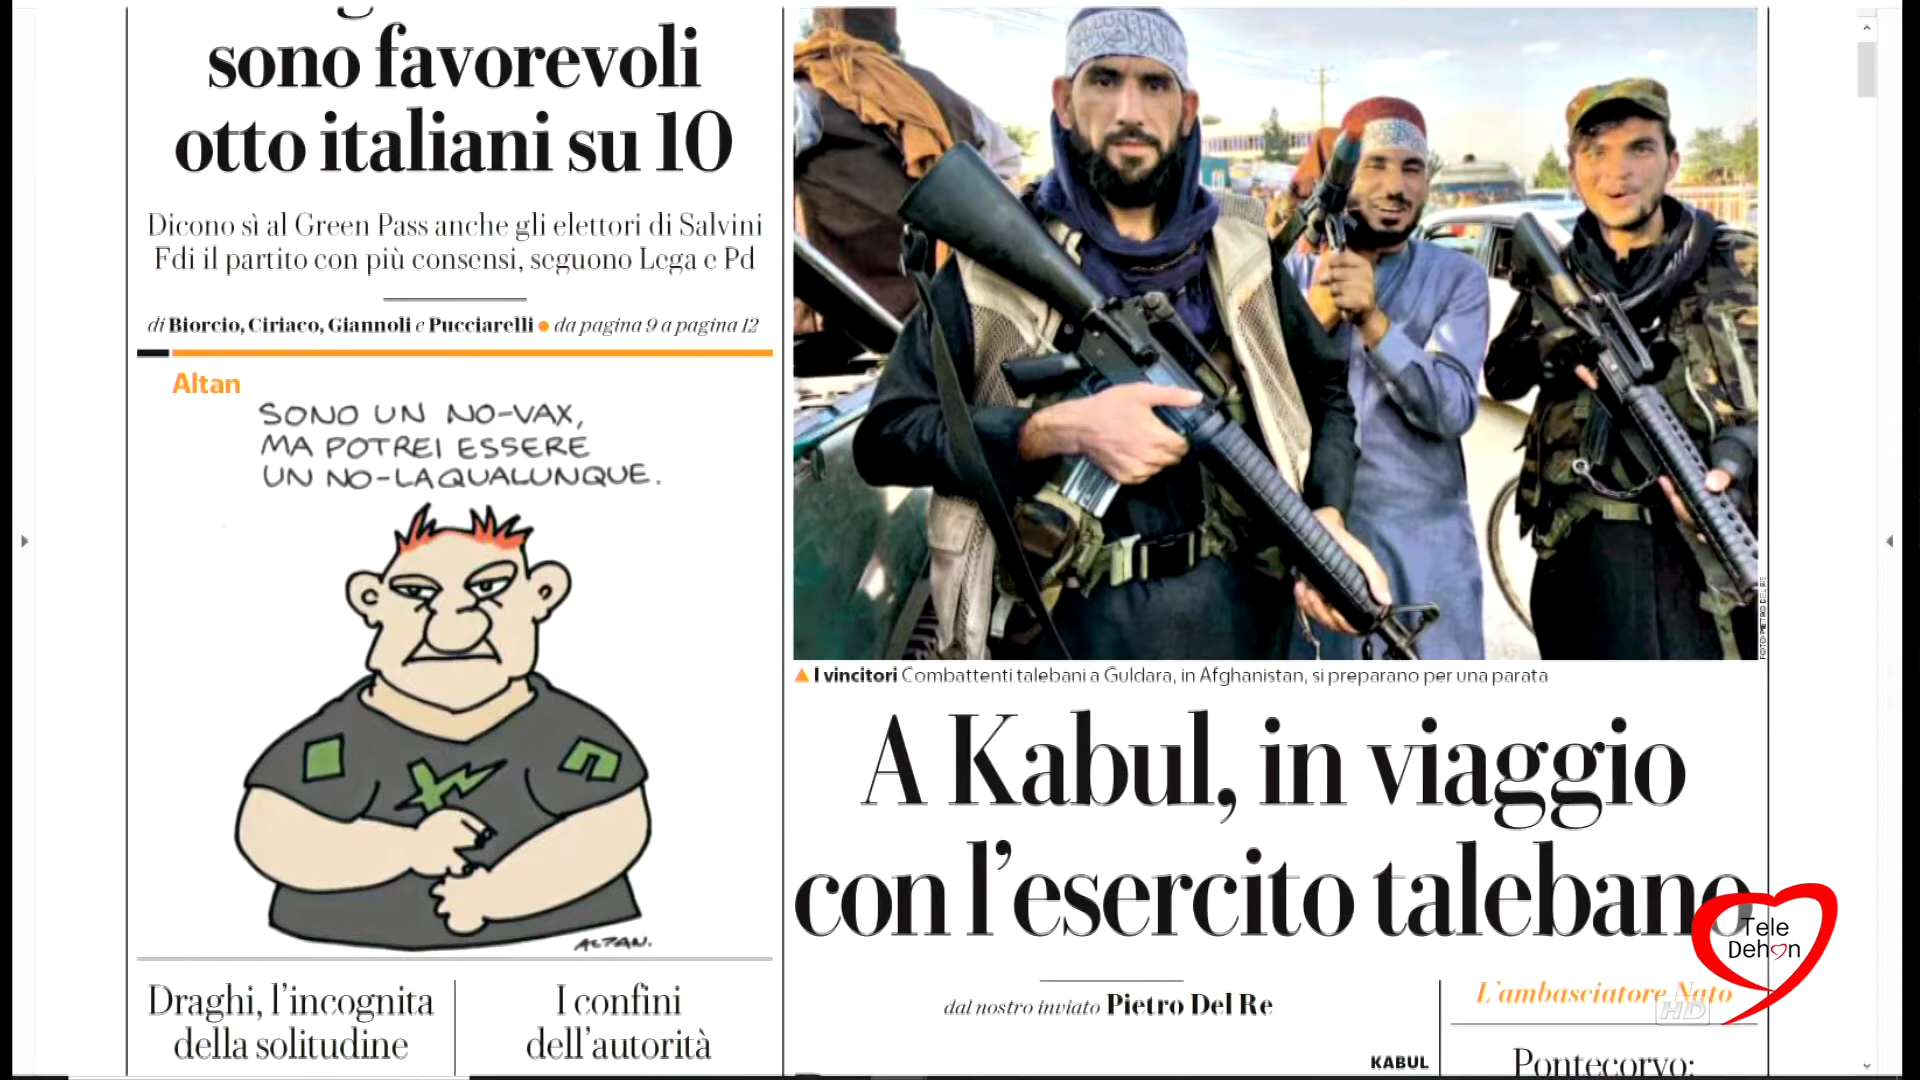 sono favorevoli
otto italiani su 10
Dicono sì al Green Pass anche gli elettori di Salvini
Fdi il partito con più consensi, seguono Lega e Pd
di Biorcio, Ciriaco, Giannoli e Pucciarelli ● da pagina 9 a pagina 12
Altan
SONO UN NO-VAX,
MA POTREI ESSERE
UN NO-LAQUALUNQUE.
ALTAN.
Draghi, l'incognita
della solitudine
I confini
dell'autorità
FOTO: PIETRO DEL RE
▲ I vincitori Combattenti talebani a Guldara, in Afghanistan, si preparano per una parata
A Kabul, in viaggio
con l'esercito talebano
dal nostro inviato Pietro Del Re
KABUL
L'ambasciatore Nato
Pontecorvo:
Tele
Dehon
HD